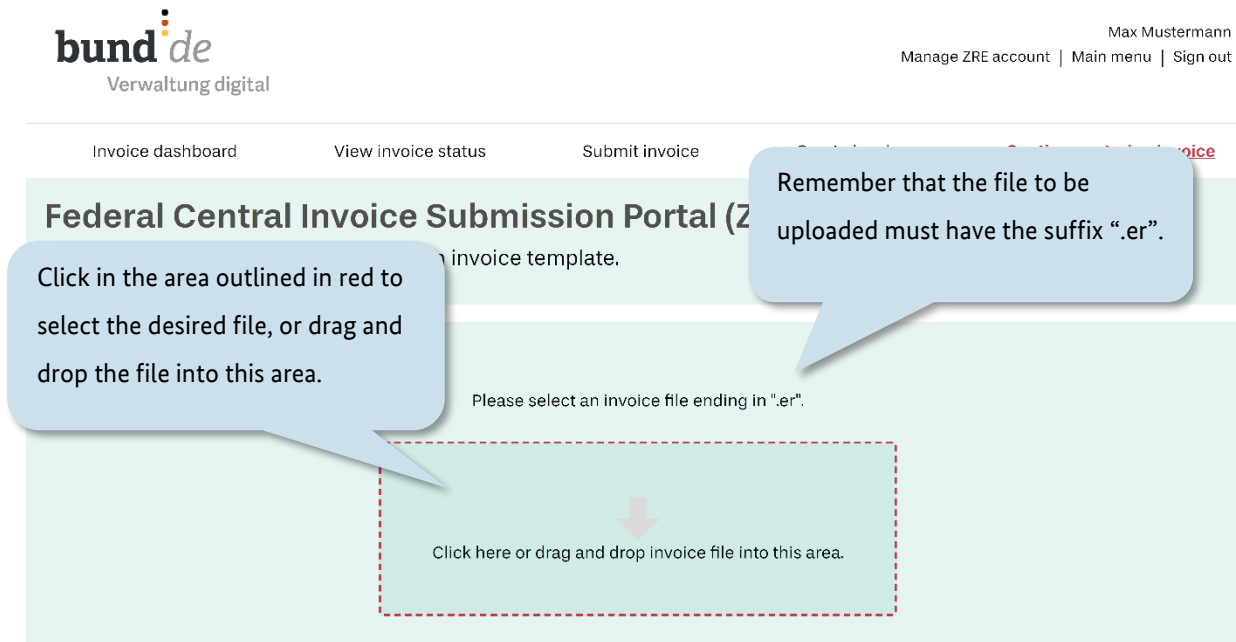 bund de
Verwaltung digital
Max Mustermann
Manage ZRE account | Main menu | Sign out
Invoice dashboard
View invoice status
Submit invoice
Remember that the file to be
uploaded must have the suffix “.er”.
Federal Central Invoice Submission Portal
invoice template.
Click in the area outlined in red to
select the desired file, or drag and
drop the file into this area.
Please select an invoice file ending in ".er".
Click here or drag and drop invoice file into this area.